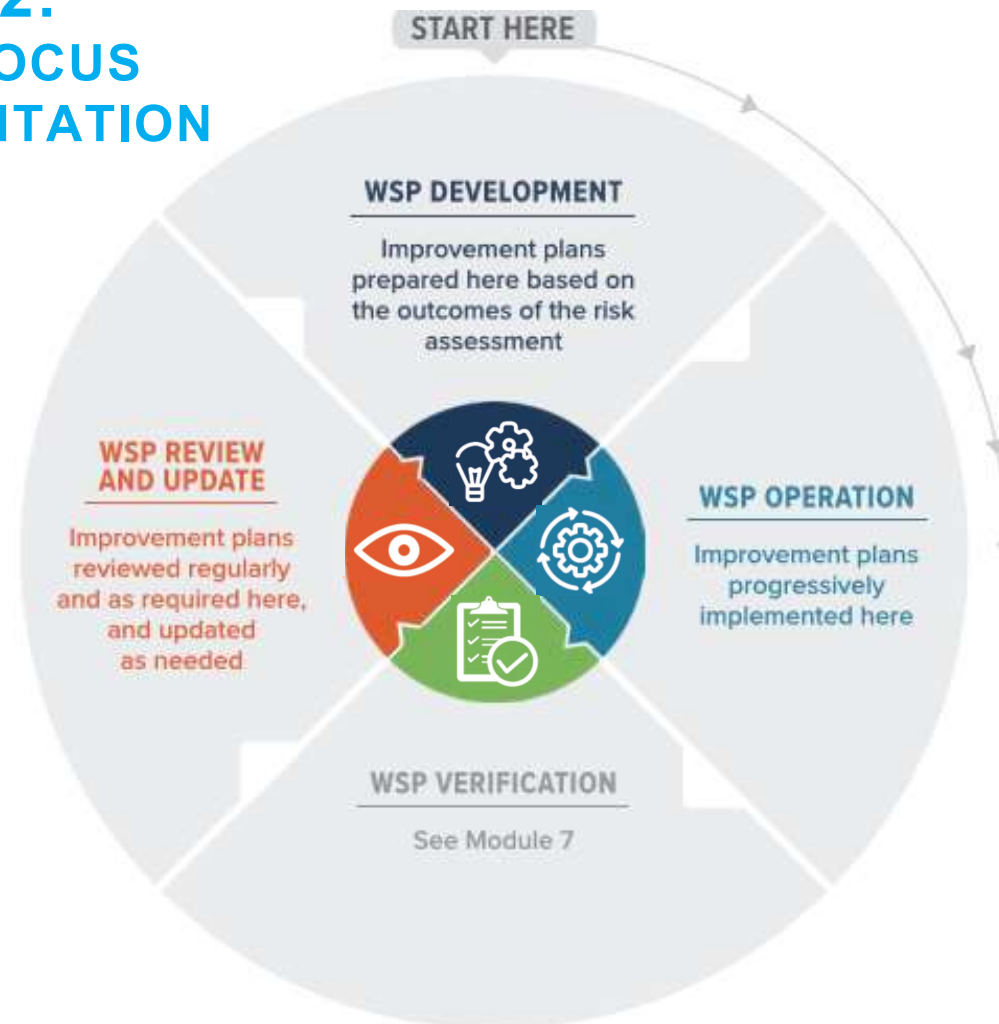 2:
OCUS
ITATION
START HERE
WSP DEVELOPMENT
Improvement plans
prepared here based on
the outcomes of the risk
assessment
WSP REVIEW
AND UPDATE
Improvement plans
reviewed regularly
and as required here,
and updated
as needed
WSP OPERATION
Improvement plans
progressively
implemented here
WSP VERIFICATION
See Module 7